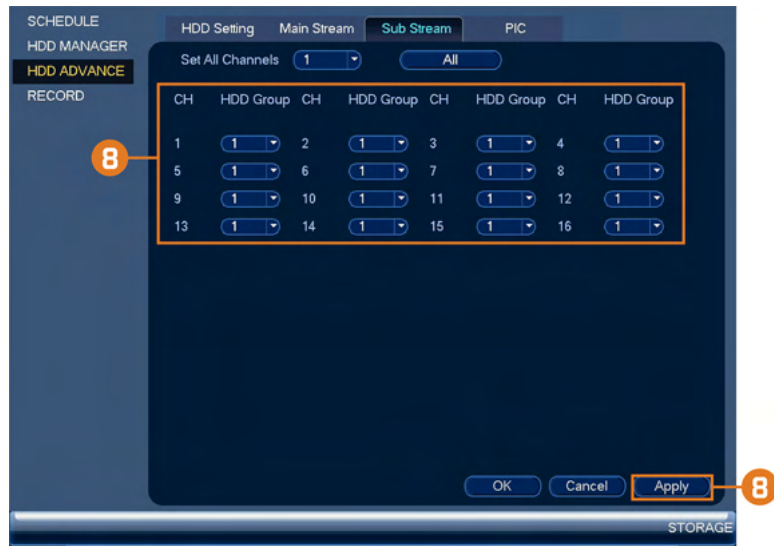 SCHEDULE
HDD MANAGER
HDD ADVANCE
RECORD
HDD Setting Main Stream Sub Stream PIC
Set All Channels 1 All
CH HDD Group CH HDD Group CH HDD Group CH HDD Group
1 1 2 1 3 1 4 1
5 1 6 1 7 1 8 1
9 1 10 1 11 1 12 1
13 1 14 1 15 1 16 1
8
OK Cancel Apply
8
STORAGE